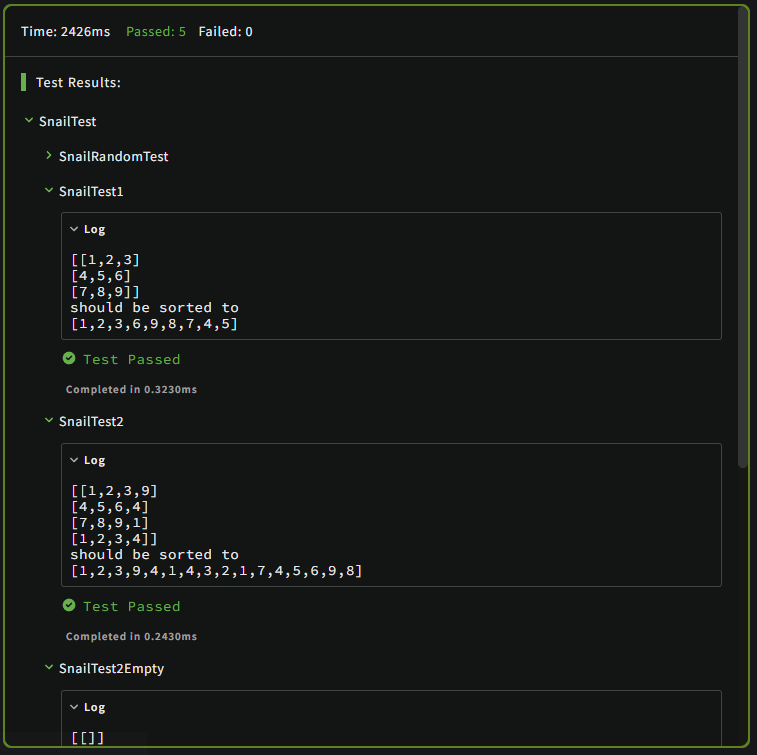 Time: 2426ms Passed: 5 Failed: 0
Test Results:
SnailTest
SnailRandomTest
SnailTest1
Log
[[1,2,3]
[4,5,6]
[7,8,9]]
should be sorted to
[1,2,3,6,9,8,7,4,5]
Test Passed
Completed in 0.3230ms
SnailTest2
Log
[[1,2,3,9]
[4,5,6,4]
[7,8,9,1]
[1,2,3,4]]
should be sorted to
[1,2,3,9,4,1,4,3,2,1,7,4,5,6,9,8]
Test Passed
Completed in 0.2430ms
SnailTest2Empty
Log
[[]]